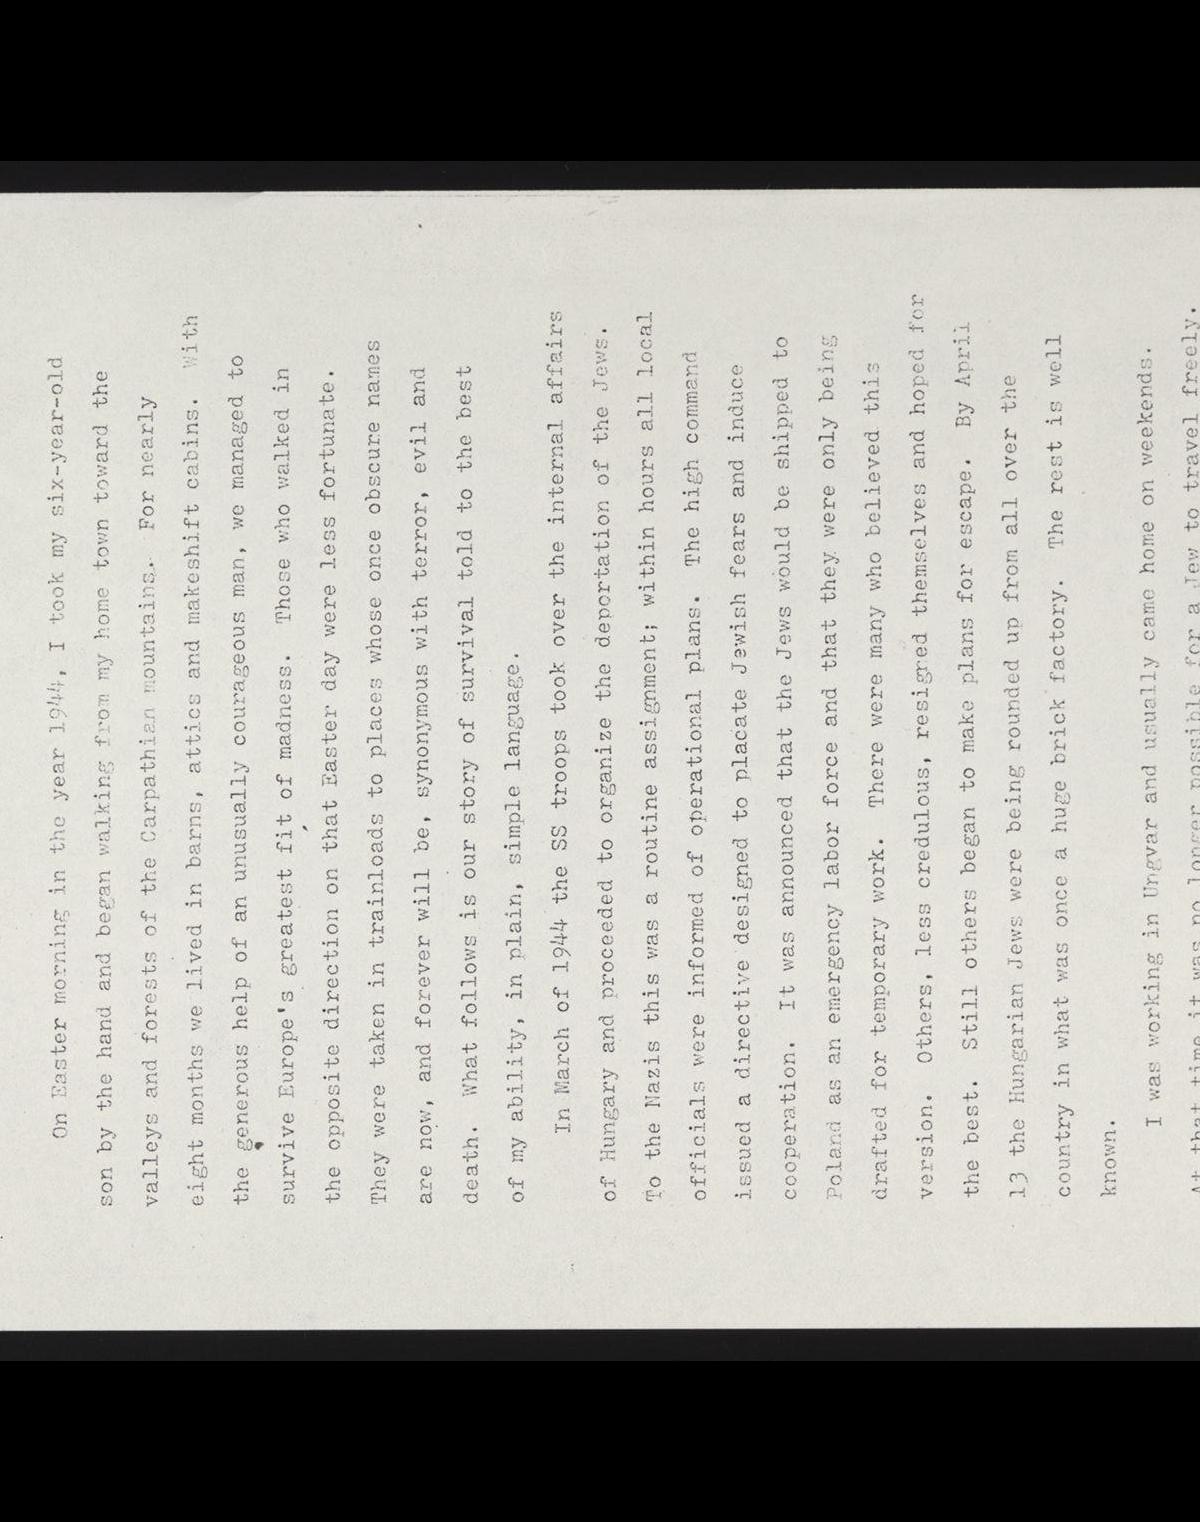 On Easter morning in the year 1944, I took my six-year-old
son by the hand and began walking from my home town toward the
valleys and forests of the Carpathian mountains. For nearly
eight months we lived in barns, attics and makeshift cabins. With
the generous help of an unusually courageous man, we managed to
survive Europe's greatest fit of madness. Those who walked in
the opposite direction on that Easter day were less fortunate.
They were taken in trainloads to places whose once obscure names
are now, and forever will be, synonymous with terror, evil and
death. What follows is our story of survival told to the best
of my ability, in plain, simple language.
In March of 1944 the SS troops took over the internal affairs
of Hungary and proceeded to organize the deportation of the Jews.
To the Nazis this was a routine assignment; within hours all local
officials were informed of operational plans. The high command
issued a directive designed to placate Jewish fears and induce
cooperation. It was announced that the Jews would be shipped to
Poland as an emergency labor force and that they were only being
drafted for temporary work. There were many who believed this
version. Others, less credulous, resigred themselves and hoped for
the best. Still others began to make plans for escape. By April
13 the Hungarian Jews were being rounded up from all over the
country in what was once a huge brick factory. The rest is well
known.
I was working in Ungvar and usually came home on weekends.
At that time it was no longer possible for a Jew to travel freely.